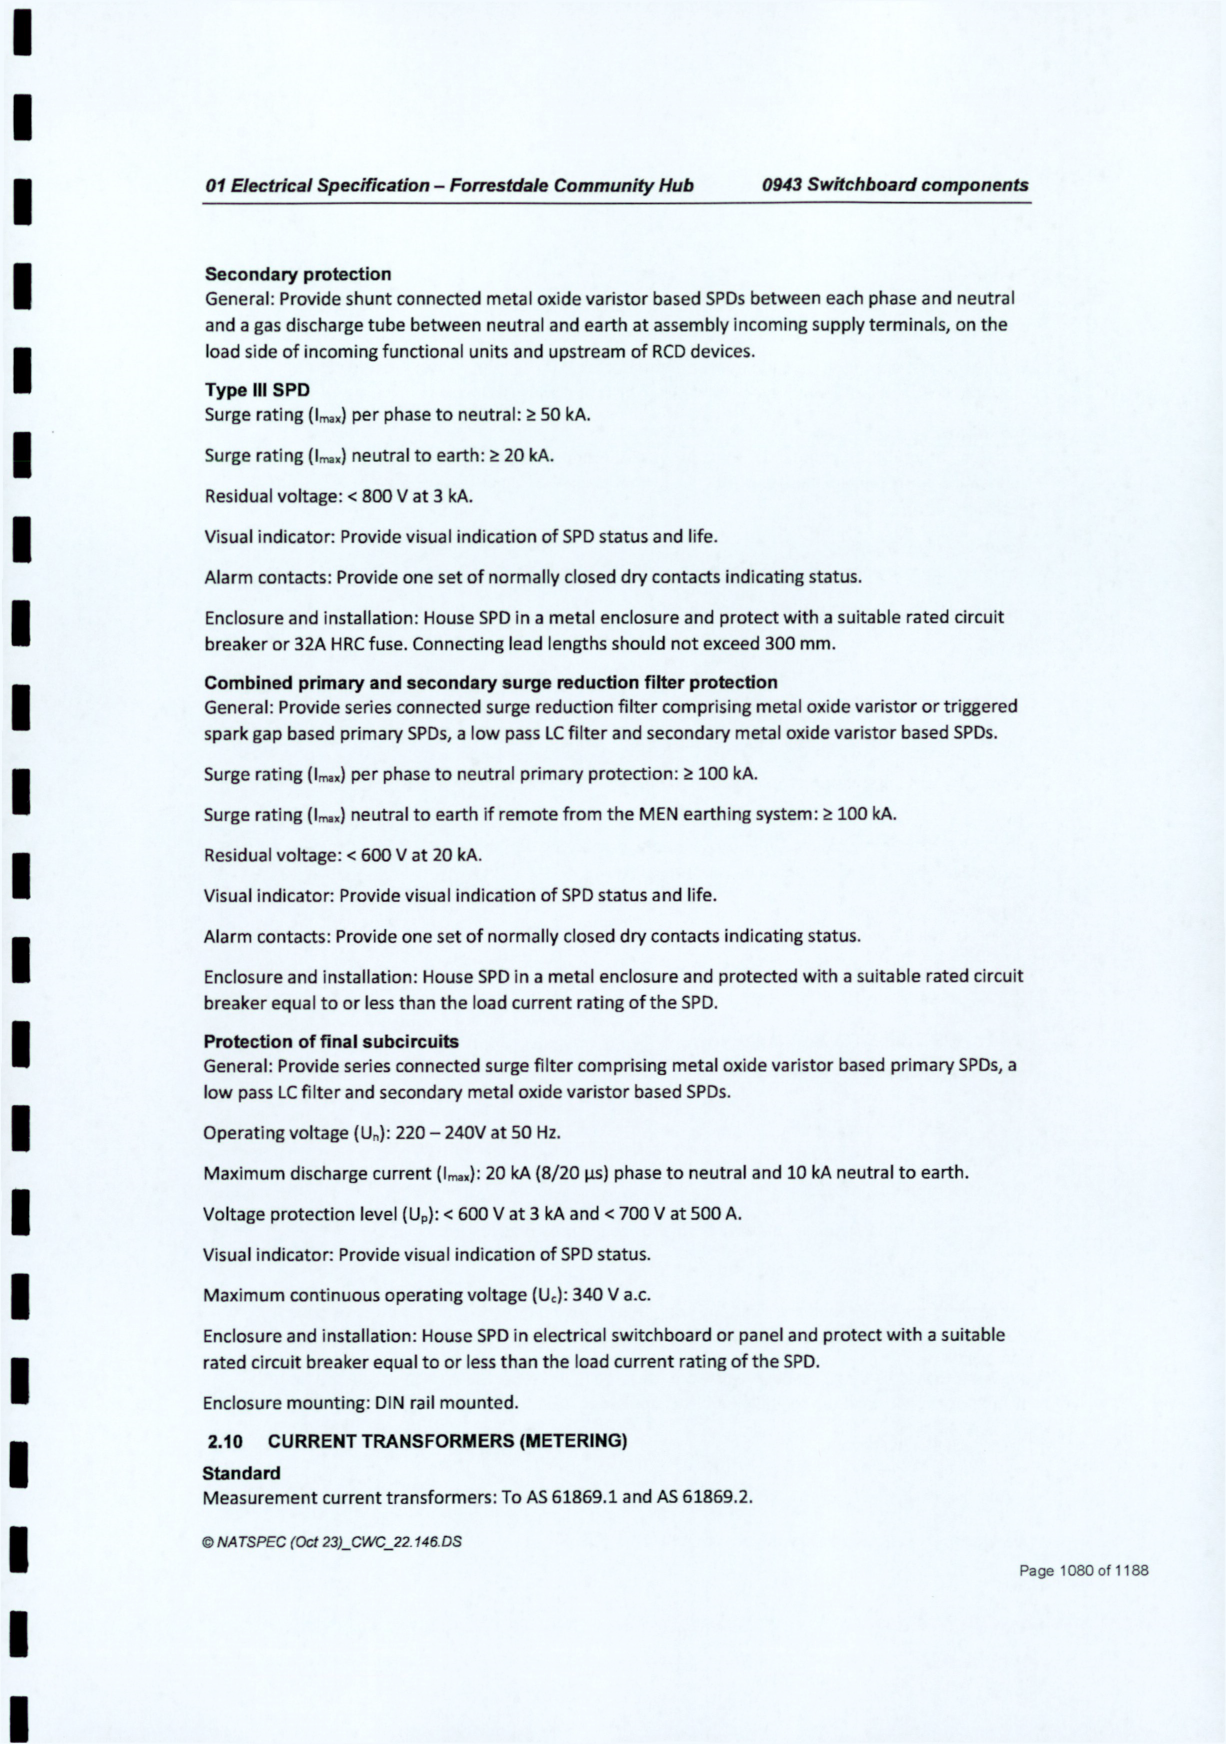 01 Electrical Specification – Forrestdale Community Hub 0943 Switchboard components
Secondary protection
General: Provide shunt connected metal oxide varistor based SPDs between each phase and neutral
and a gas discharge tube between neutral and earth at assembly incoming supply terminals, on the
load side of incoming functional units and upstream of RCD devices.
Type III SPD
Surge rating (Imax) per phase to neutral: ≥ 50 kA.
Surge rating (Imax) neutral to earth: ≥ 20 kA.
Residual voltage: < 800 V at 3 kA.
Visual indicator: Provide visual indication of SPD status and life.
Alarm contacts: Provide one set of normally closed dry contacts indicating status.
Enclosure and installation: House SPD in a metal enclosure and protect with a suitable rated circuit
breaker or 32A HRC fuse. Connecting lead lengths should not exceed 300 mm.
Combined primary and secondary surge reduction filter protection
General: Provide series connected surge reduction filter comprising metal oxide varistor or triggered
spark gap based primary SPDs, a low pass LC filter and secondary metal oxide varistor based SPDs.
Surge rating (Imax) per phase to neutral primary protection: ≥ 100 kA.
Surge rating (Imax) neutral to earth if remote from the MEN earthing system: ≥ 100 kA.
Residual voltage: < 600 V at 20 kA.
Visual indicator: Provide visual indication of SPD status and life.
Alarm contacts: Provide one set of normally closed dry contacts indicating status.
Enclosure and installation: House SPD in a metal enclosure and protected with a suitable rated circuit
breaker equal to or less than the load current rating of the SPD.
Protection of final subcircuits
General: Provide series connected surge filter comprising metal oxide varistor based primary SPDs, a
low pass LC filter and secondary metal oxide varistor based SPDs.
Operating voltage (Un): 220 – 240V at 50 Hz.
Maximum discharge current (Imax): 20 kA (8/20 µs) phase to neutral and 10 kA neutral to earth.
Voltage protection level (Up): < 600 V at 3 kA and < 700 V at 500 A.
Visual indicator: Provide visual indication of SPD status.
Maximum continuous operating voltage (Uc): 340 V a.c.
Enclosure and installation: House SPD in electrical switchboard or panel and protect with a suitable
rated circuit breaker equal to or less than the load current rating of the SPD.
Enclosure mounting: DIN rail mounted.
2.10 CURRENT TRANSFORMERS (METERING)
Standard
Measurement current transformers: To AS 61869.1 and AS 61869.2.
© NATSPEC (Oct 23)_CWC_22.146.DS
Page 1080 of 1188